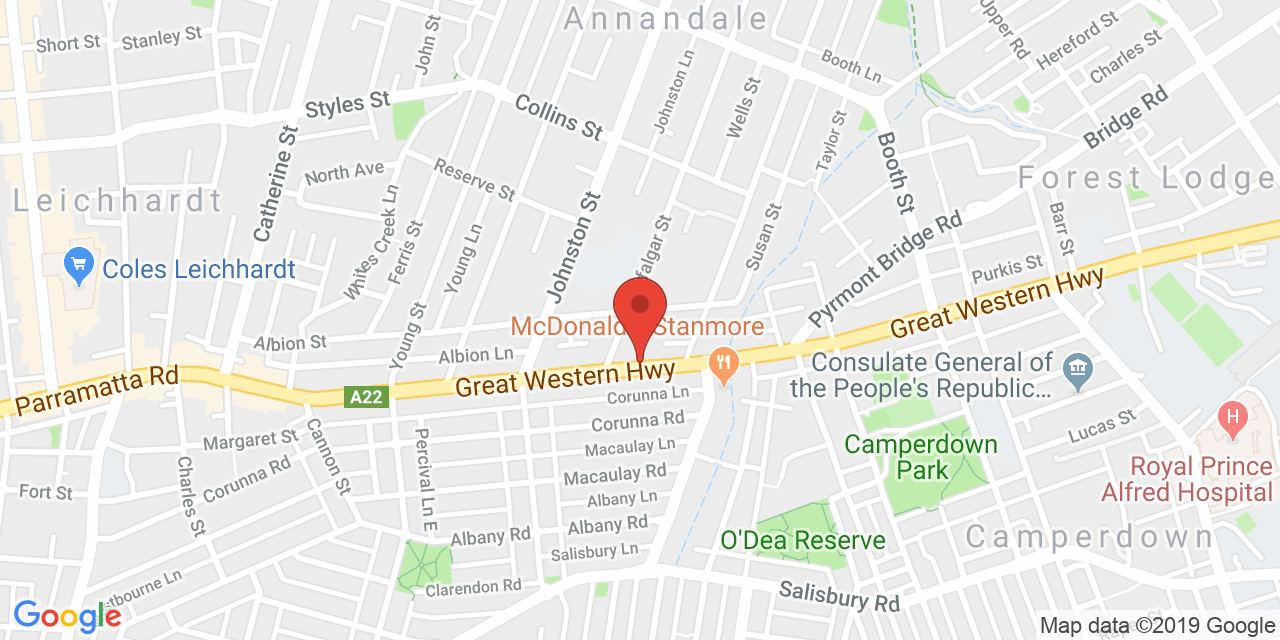 Annandale
Short St
Stanley St
John St
Upper Rd
Hereford St
Charles St
Booth Ln
Johnston Ln
Wells St
Styles St
Collins St
Bridge Rd
Taylor St
Booth St
Catherine St
North Ave
Reserve St
Forest Lodge
Leichhardt
Whites Creek Ln
Ferris St
Young Ln
Johnston St
falgar St
Susan St
Pyrmont Bridge Rd
Barr St
Purkis St
Coles Leichhardt
Great Western Hwy
McDonald's Stanmore
Albion St
Albion Ln
Young St
Parramatta Rd
A22
Great Western Hwy
Consulate General of
the People's Republic...
Corunna Ln
Corunna Rd
Margaret St
Cannon St
Percival Ln E
Macaulay Ln
Camperdown
Park
Lucas St
H
Royal Prince
Alfred Hospital
Corunna Rd
Charles St
Fort St
Macaulay Rd
Albany Ln
Albany Rd
Albany Rd
Salisbury Ln
O'Dea Reserve
Camperdown
Clarendon Rd
Salisbury Rd
Google
Map data ©2019 Google